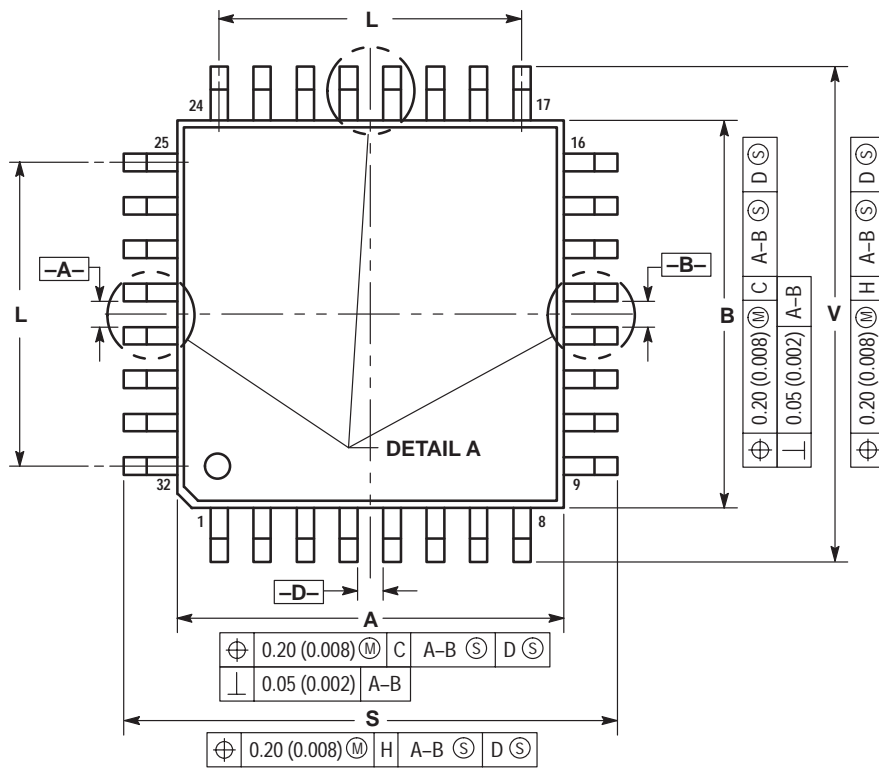 L
24
17
25
16
–A–
–B–
L
B
V
DETAIL A
32
9
1
8
–D–
A
⌖ 0.20 (0.008) Ⓜ C A–B Ⓢ D Ⓢ
⊥ 0.05 (0.002) A–B
S
⌖ 0.20 (0.008) Ⓜ H A–B Ⓢ D Ⓢ
⌖ 0.20 (0.008) Ⓜ C A–B Ⓢ D Ⓢ
⊥ 0.05 (0.002) A–B
⌖ 0.20 (0.008) Ⓜ H A–B Ⓢ D Ⓢ